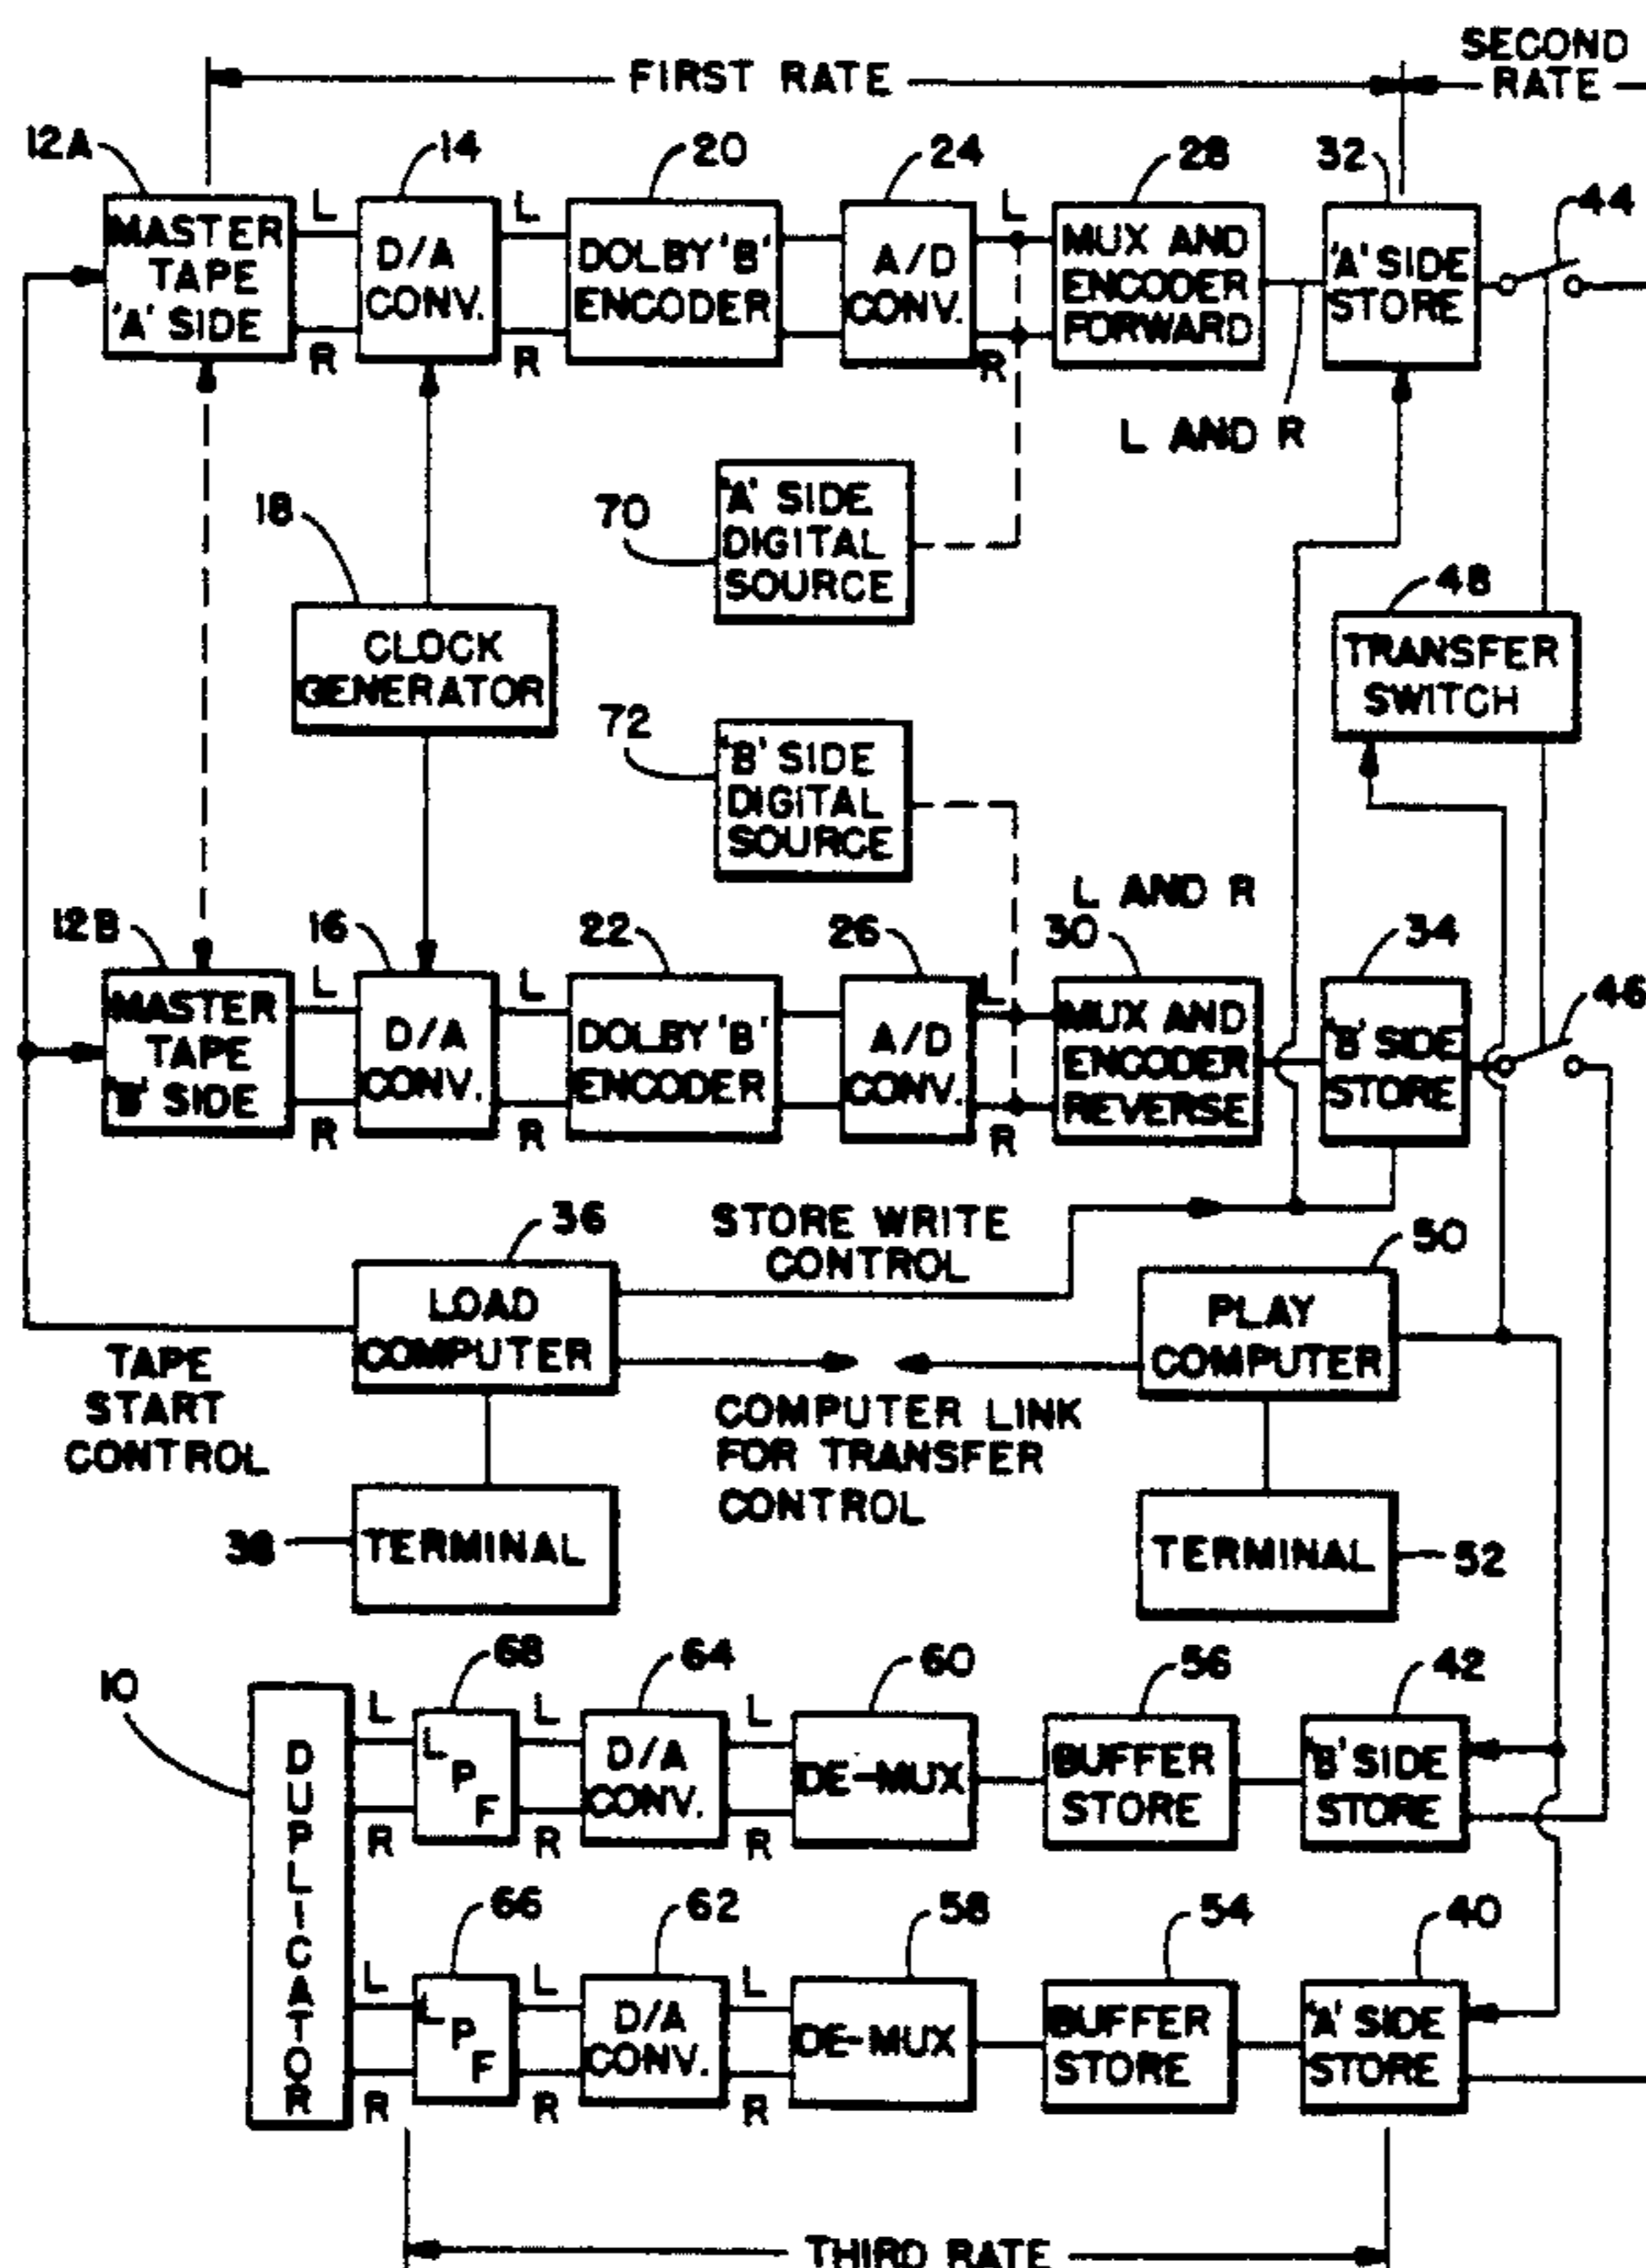 FIRST RATE
SECOND
RATE
12A
14
20
24
28
32
44
L
L
L
MASTER
TAPE
'A' SIDE
D/A
CONV.
DOLBY 'B'
ENCODER
A/D
CONV.
MUX AND
ENCODER
FORWARD
'A' SIDE
STORE
R
R
R
L AND R
18
70
'A' SIDE
DIGITAL
SOURCE
48
CLOCK
GENERATOR
TRANSFER
SWITCH
72
'B' SIDE
DIGITAL
SOURCE
L AND R
12B
16
22
26
30
34
46
L
L
L
MASTER
TAPE
'B' SIDE
D/A
CONV.
DOLBY 'B'
ENCODER
A/D
CONV.
MUX AND
ENCODER
REVERSE
'B' SIDE
STORE
R
R
R
36
STORE WRITE
CONTROL
50
LOAD
COMPUTER
PLAY
COMPUTER
TAPE
START
CONTROL
COMPUTER LINK
FOR TRANSFER
CONTROL
38
TERMINAL
TERMINAL
52
10
68
64
60
56
42
L
L
L
DUPLICATOR
LPF
D/A
CONV.
DE-MUX
BUFFER
STORE
'B' SIDE
STORE
R
R
R
66
62
58
54
40
L
L
L
LPF
D/A
CONV.
DE-MUX
BUFFER
STORE
'A' SIDE
STORE
R
R
R
THIRD RATE